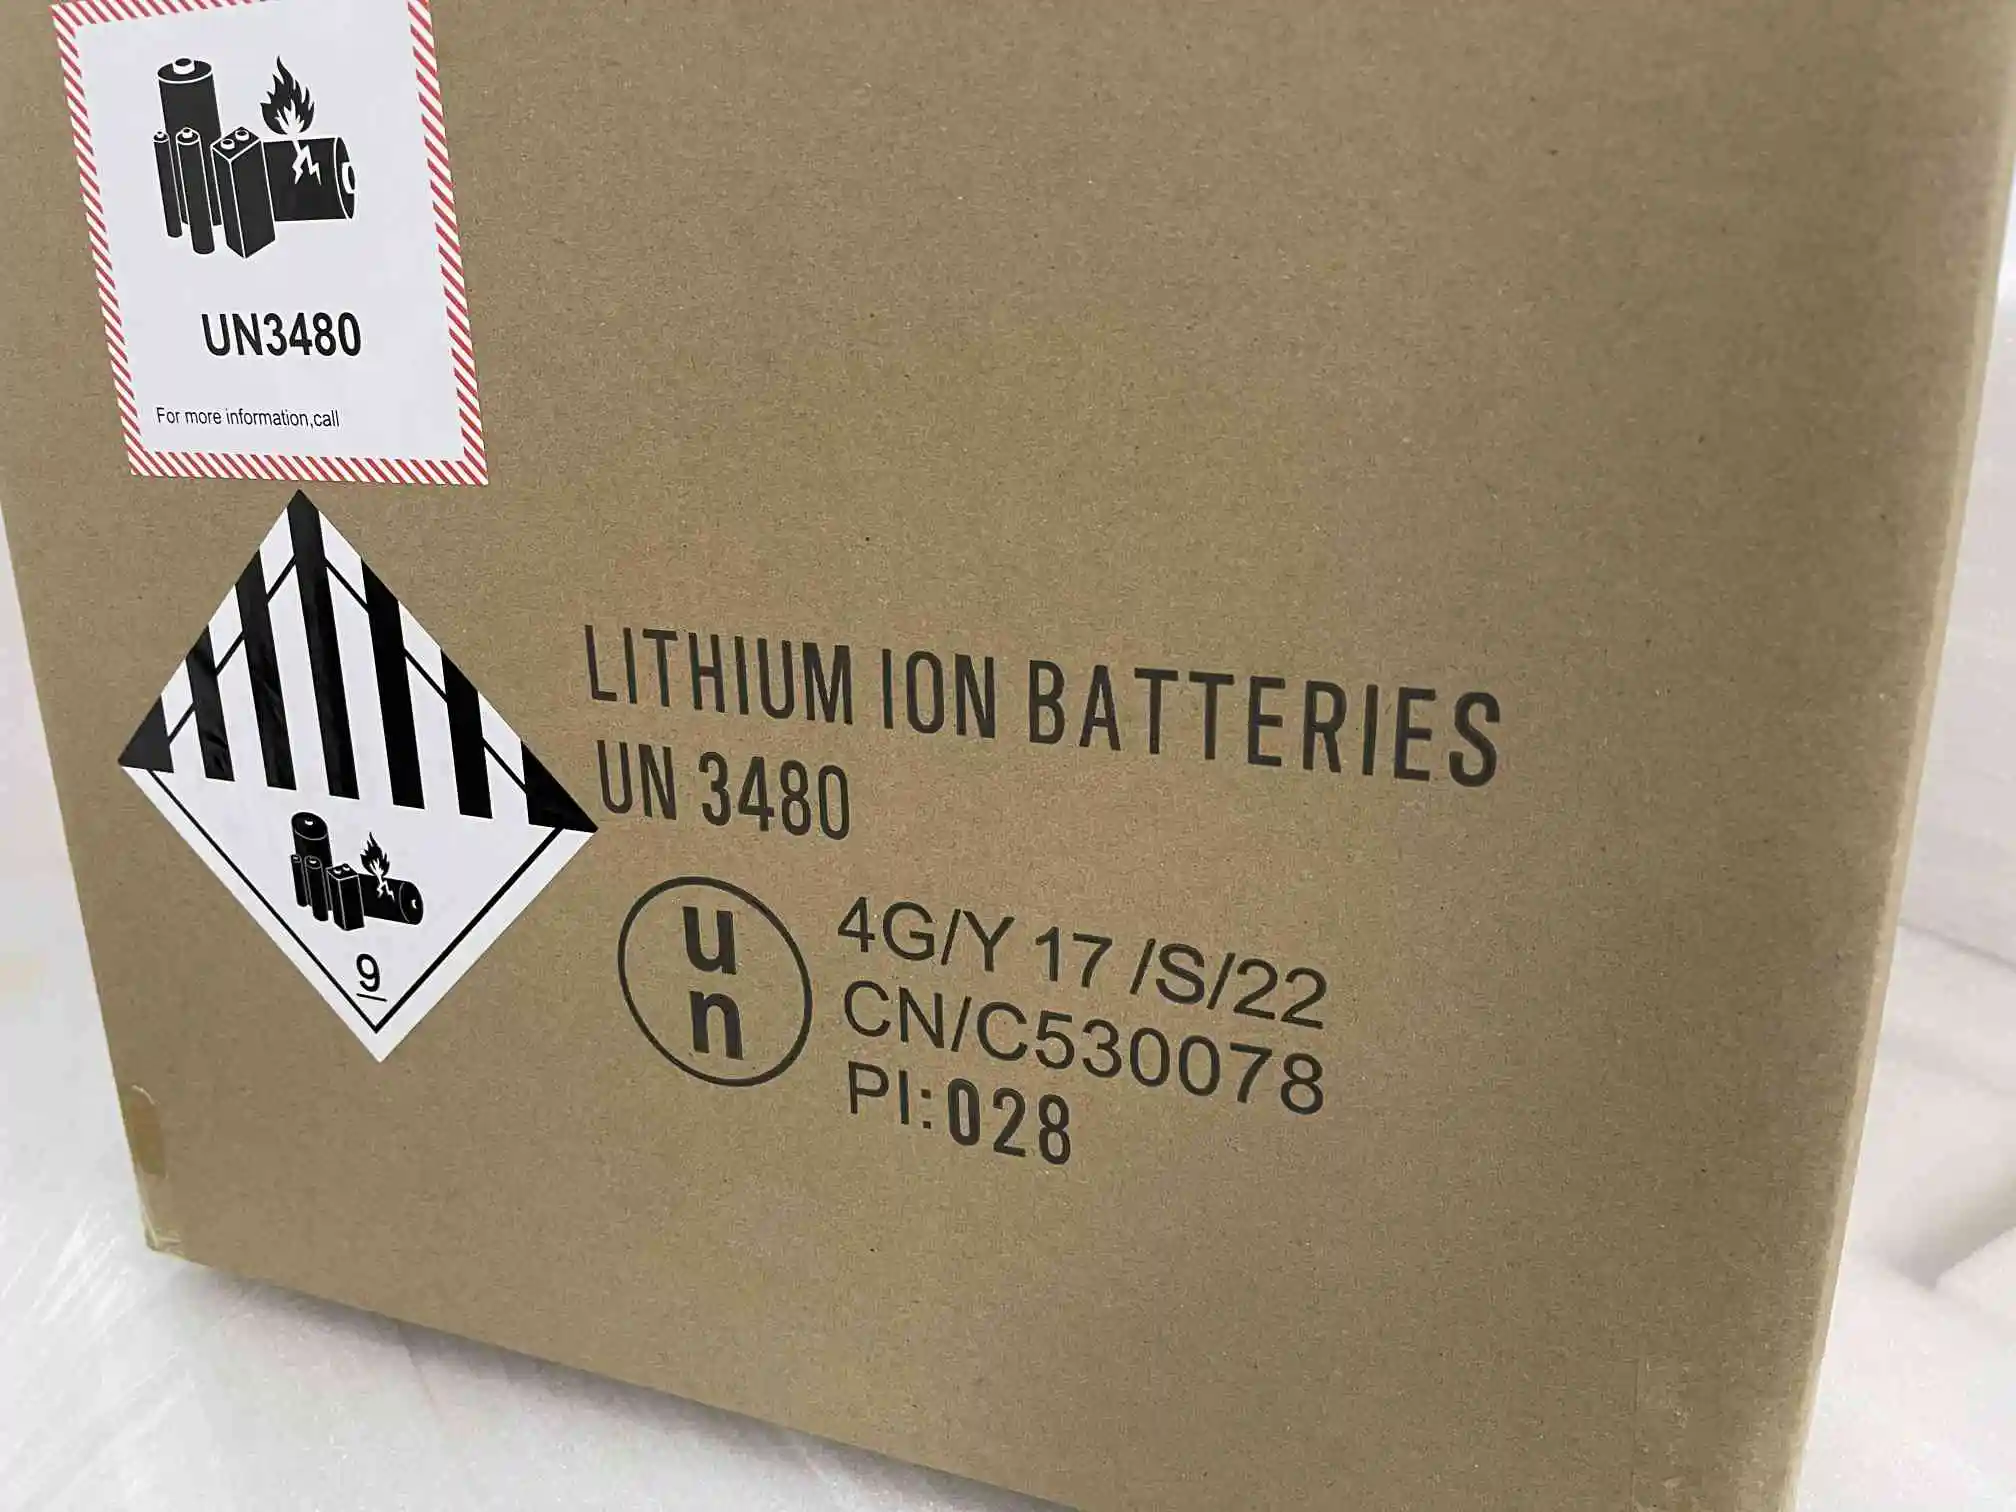 UN3480
For more information,call
LITHIUM ION BATTERIES
UN 3480
9
u
n
4G/Y 17 /S/22
CN/C530078
PI:028